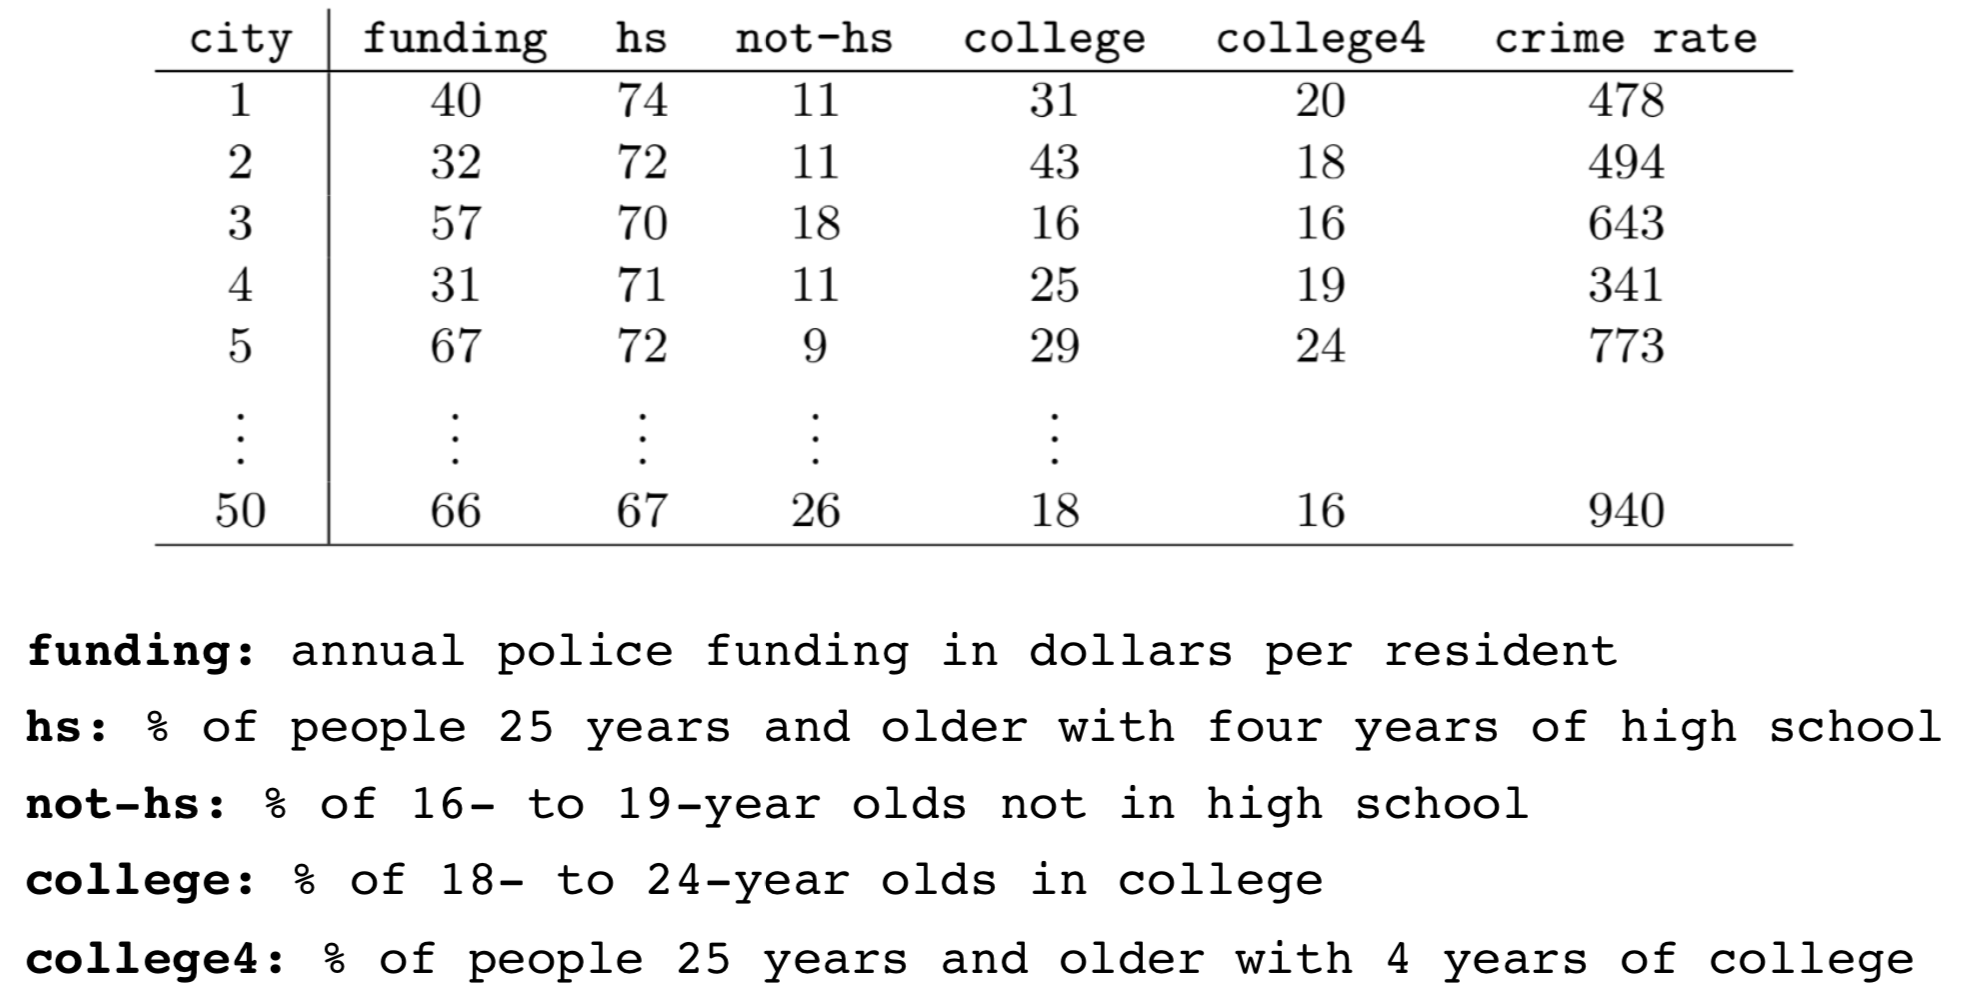 city funding hs not-hs college college4 crime rate
1 40 74 11 31 20 478
2 32 72 11 43 18 494
3 57 70 18 16 16 643
4 31 71 11 25 19 341
5 67 72 9 29 24 773
⋮ ⋮ ⋮ ⋮ ⋮
50 66 67 26 18 16 940
funding: annual police funding in dollars per resident
hs: % of people 25 years and older with four years of high school
not-hs: % of 16- to 19-year olds not in high school
college: % of 18- to 24-year olds in college
college4: % of people 25 years and older with 4 years of college